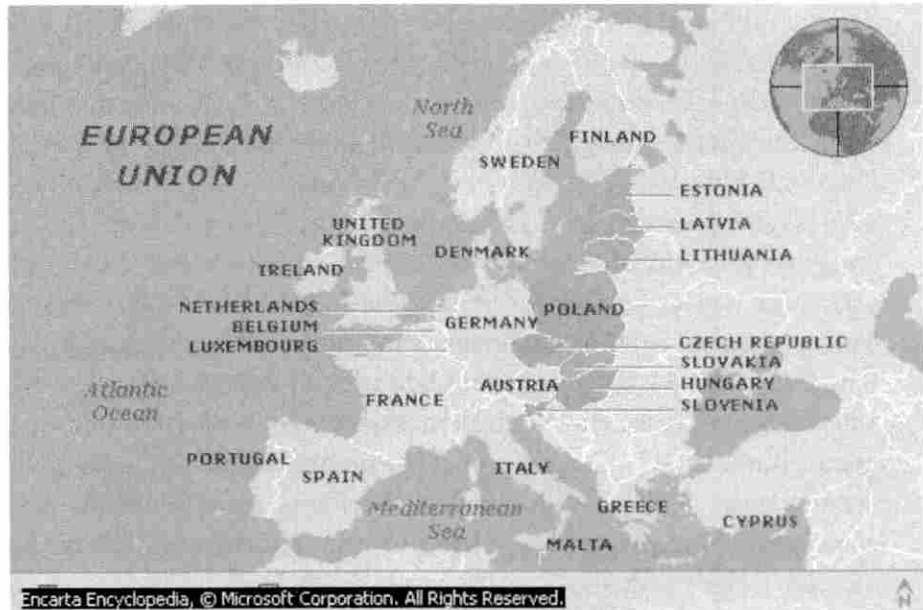 EUROPEAN
UNION
North
Sea
FINLAND
SWEDEN
ESTONIA
LATVIA
LITHUANIA
UNITED
KINGDOM
DENMARK
IRELAND
NETHERLANDS
BELGIUM
LUXEMBOURG
GERMANY
POLAND
CZECH REPUBLIC
SLOVAKIA
HUNGARY
SLOVENIA
AUSTRIA
FRANCE
Atlantic
Ocean
PORTUGAL
SPAIN
ITALY
Mediterranean
Sea
GREECE
CYPRUS
MALTA
Encarta Encyclopedia, © Microsoft Corporation. All Rights Reserved.
N